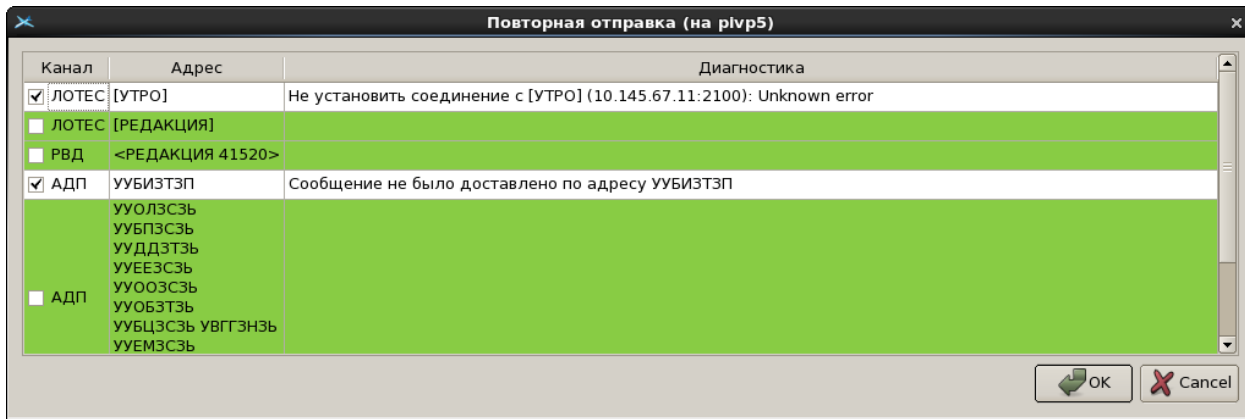 Повторная отправка (на pivp5)
Канал Адрес Диагностика
ЛОТЕС [УТРО] Не установить соединение с [УТРО] (10.145.67.11:2100): Unknown error
ЛОТЕС [РЕДАКЦИЯ]
РВД <РЕДАКЦИЯ 41520>
АДП УУБИЗТЗП Сообщение не было доставлено по адресу УУБИЗТЗП
АДП
УУОЛЗСЗЬ
УУБПЗСЗЬ
УУДДЗТЗЬ
УУЕЕЗСЗЬ
УУООЗСЗЬ
УУОБЗТЗЬ
УУБЦЗСЗЬ УВГГЗНЗЬ
УУЕМЗСЗЬ
OK Cancel